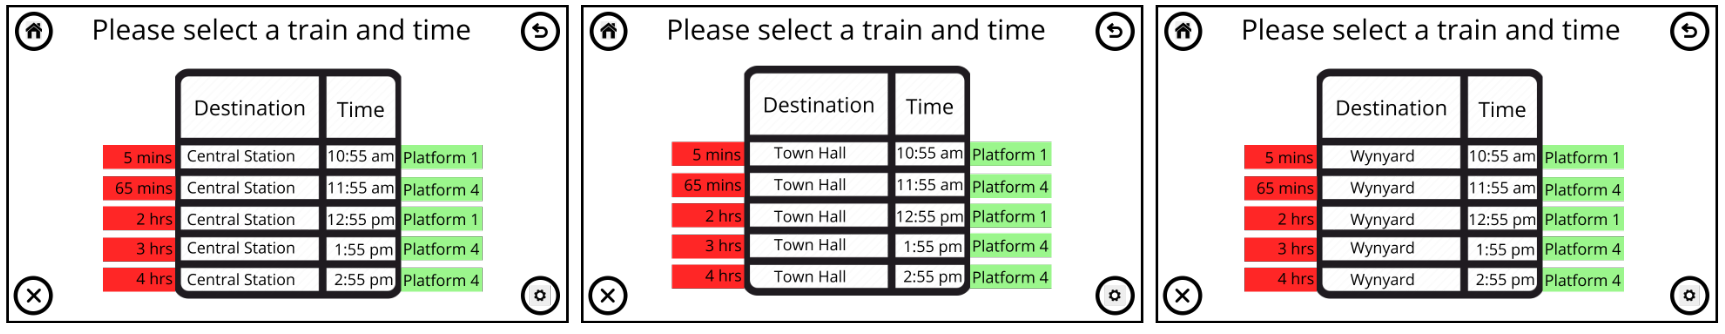 Please select a train and time
Destination Time
5 mins Central Station 10:55 am Platform 1
65 mins Central Station 11:55 am Platform 4
2 hrs Central Station 12:55 pm Platform 1
3 hrs Central Station 1:55 pm Platform 4
4 hrs Central Station 2:55 pm Platform 4
Please select a train and time
Destination Time
5 mins Town Hall 10:55 am Platform 1
65 mins Town Hall 11:55 am Platform 4
2 hrs Town Hall 12:55 pm Platform 1
3 hrs Town Hall 1:55 pm Platform 4
4 hrs Town Hall 2:55 pm Platform 4
Please select a train and time
Destination Time
5 mins Wynyard 10:55 am Platform 1
65 mins Wynyard 11:55 am Platform 4
2 hrs Wynyard 12:55 pm Platform 1
3 hrs Wynyard 1:55 pm Platform 4
4 hrs Wynyard 2:55 pm Platform 4